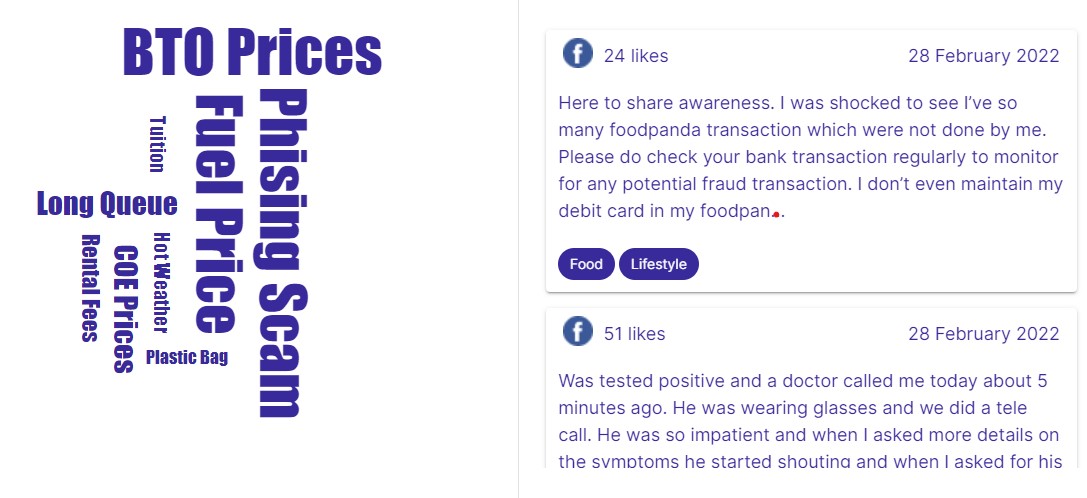 BTO Prices
Fuel Price
Phising Scam
Tuition
Long Queue
Rental Fees
COE Prices
Hot Weather
Plastic Bag
24 likes
28 February 2022
Here to share awareness. I was shocked to see I’ve so
many foodpanda transaction which were not done by me.
Please do check your bank transaction regularly to monitor
for any potential fraud transaction. I don’t even maintain my
debit card in my foodpan...
Food
Lifestyle
51 likes
28 February 2022
Was tested positive and a doctor called me today about 5
minutes ago. He was wearing glasses and we did a tele
call. He was so impatient and when I asked more details on
the symptoms he started shouting and when I asked for his